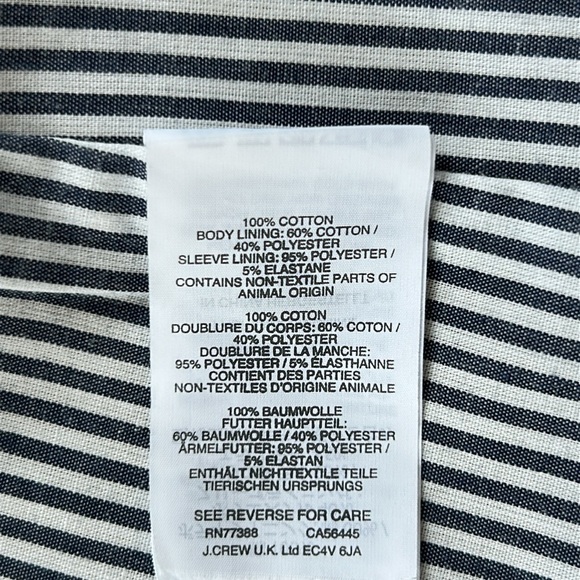 100% COTTON
BODY LINING: 60% COTTON /
40% POLYESTER
SLEEVE LINING: 95% POLYESTER /
5% ELASTANE
CONTAINS NON-TEXTILE PARTS OF
ANIMAL ORIGIN
100% COTON
DOUBLURE DU CORPS: 60% COTON /
40% POLYESTER
DOUBLURE DE LA MANCHE:
95% POLYESTER / 5% ÉLASTHANNE
CONTIENT DES PARTIES
NON-TEXTILES D'ORIGINE ANIMALE
100% BAUMWOLLE
FUTTER HAUPTTEIL:
60% BAUMWOLLE / 40% POLYESTER
ÄRMELFUTTER: 95% POLYESTER /
5% ELASTAN
ENTHÄLT NICHTTEXTILE TEILE
TIERISCHEN URSPRUNGS
SEE REVERSE FOR CARE
RN77388 CA56445
J.CREW U.K. Ltd EC4V 6JA